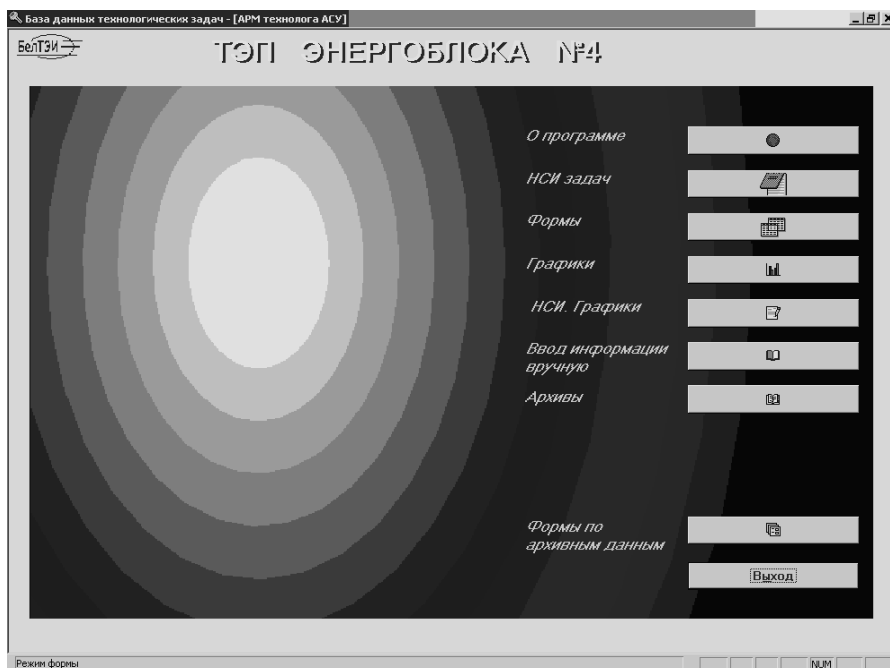 База данных технологических задач - [АРМ технолога АСУ]
БелТЭИ
ТЭП ЭНЕРГОБЛОКА №4
О программе
НСИ задач
Формы
Графики
НСИ. Графики
Ввод информации
вручную
Архивы
Формы по
архивным данным
Выход
Режим формы
NUM